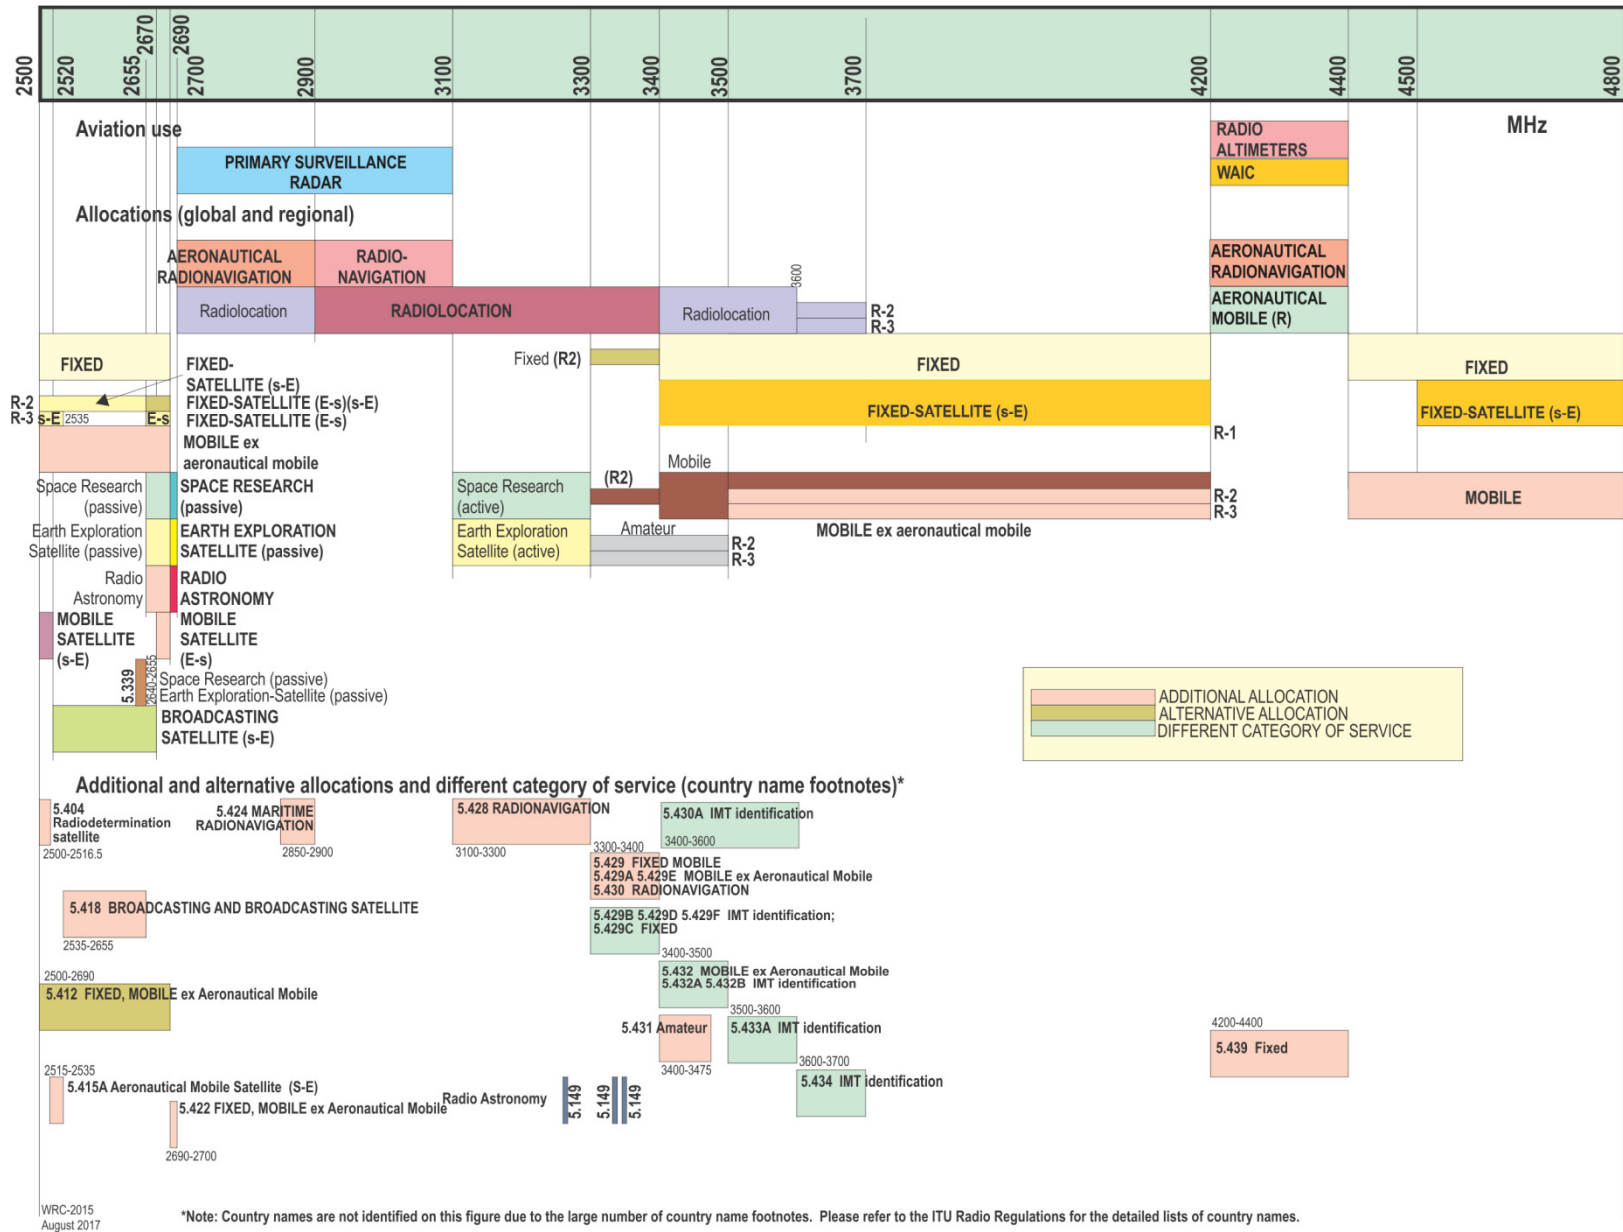 2500
2520
2655
2670
2690
2700
2900
3100
3300
3400
3500
3700
4200
4400
4500
4800
Aviation use
MHz
PRIMARY SURVEILLANCE
RADAR
RADIO
ALTIMETERS
WAIC
Allocations (global and regional)
AERONAUTICAL
RADIONAVIGATION
RADIO-
NAVIGATION
3600
AERONAUTICAL
RADIONAVIGATION
Radiolocation
RADIOLOCATION
Radiolocation
R-2
R-3
AERONAUTICAL
MOBILE (R)
FIXED
FIXED-
SATELLITE (s-E)
Fixed (R2)
FIXED
FIXED
R-2
FIXED-SATELLITE (E-s)(s-E)
R-3 s-E 2535 E-s FIXED-SATELLITE (E-s)
FIXED-SATELLITE (s-E)
FIXED-SATELLITE (s-E)
R-1
MOBILE ex
aeronautical mobile
Mobile
Space Research
(passive)
SPACE RESEARCH
(passive)
Space Research
(active)
(R2)
R-2
R-3
MOBILE
Earth Exploration
Satellite (passive)
EARTH EXPLORATION
SATELLITE (passive)
Earth Exploration
Satellite (active)
Amateur
R-2
R-3
MOBILE ex aeronautical mobile
Radio
Astronomy
RADIO
ASTRONOMY
MOBILE
SATELLITE
(s-E)
MOBILE
SATELLITE
(E-s)
5.339
2640-2655
Space Research (passive)
Earth Exploration-Satellite (passive)
BROADCASTING
SATELLITE (s-E)
ADDITIONAL ALLOCATION
ALTERNATIVE ALLOCATION
DIFFERENT CATEGORY OF SERVICE
Additional and alternative allocations and different category of service (country name footnotes)*
5.404
Radiodetermination
satellite
2500-2516.5
5.424 MARITIME
RADIONAVIGATION
2850-2900
5.428 RADIONAVIGATION
3100-3300
5.430A IMT identification
3400-3600
3300-3400
5.429 FIXED MOBILE
5.429A 5.429E MOBILE ex Aeronautical Mobile
5.430 RADIONAVIGATION
5.418 BROADCASTING AND BROADCASTING SATELLITE
2535-2655
5.429B 5.429D 5.429F IMT identification;
5.429C FIXED
3400-3500
5.432 MOBILE ex Aeronautical Mobile
5.432A 5.432B IMT identification
2500-2690
5.412 FIXED, MOBILE ex Aeronautical Mobile
3500-3600
5.431 Amateur
3400-3475
5.433A IMT identification
4200-4400
5.439 Fixed
3600-3700
5.434 IMT identification
2515-2535
5.415A Aeronautical Mobile Satellite (S-E)
5.422 FIXED, MOBILE ex Aeronautical Mobile
2690-2700
Radio Astronomy
5.149
5.149
5.149
WRC-2015
August 2017
*Note: Country names are not identified on this figure due to the large number of country name footnotes. Please refer to the ITU Radio Regulations for the detailed lists of country names.